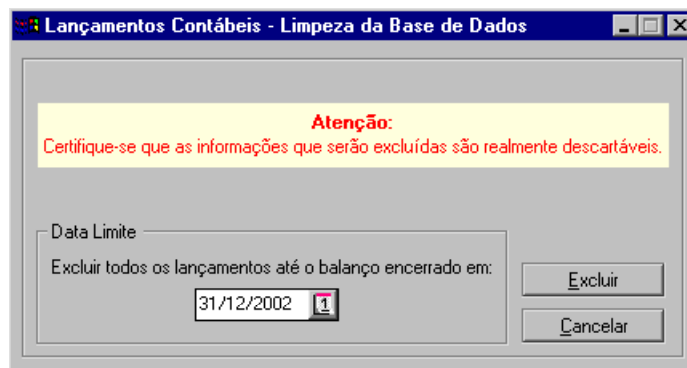 Lançamentos Contábeis - Limpeza da Base de Dados
Atenção:
Certifique-se que as informações que serão excluídas são realmente descartáveis.
Data Limite
Excluir todos os lançamentos até o balanço encerrado em:
31/12/2002 1
Excluir
Cancelar